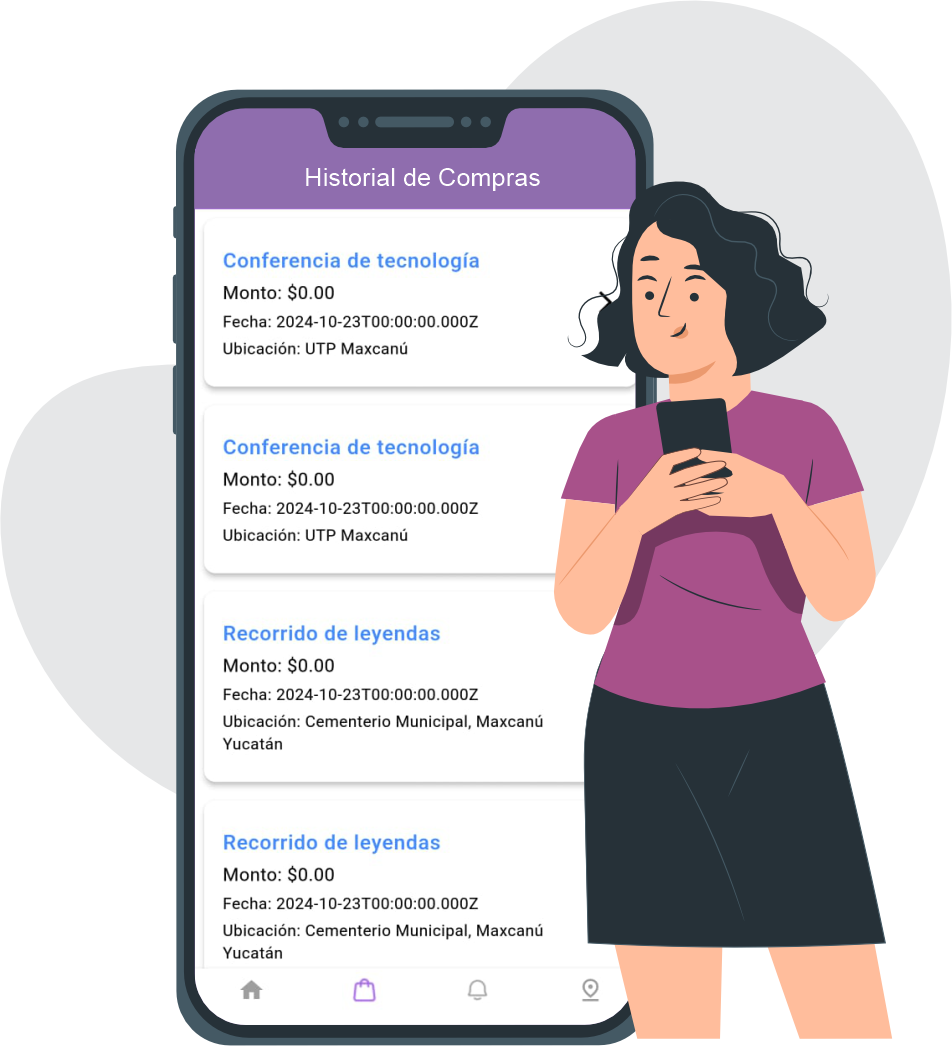 Historial de Compras
Conferencia de tecnología
Monto: $0.00
Fecha: 2024-10-23T00:00:00.000Z
Ubicación: UTP Maxcanú
Conferencia de tecnología
Monto: $0.00
Fecha: 2024-10-23T00:00:00.000Z
Ubicación: UTP Maxcanú
Recorrido de leyendas
Monto: $0.00
Fecha: 2024-10-23T00:00:00.000Z
Ubicación: Cementerio Municipal, Maxcanú
Yucatán
Recorrido de leyendas
Monto: $0.00
Fecha: 2024-10-23T00:00:00.000Z
Ubicación: Cementerio Municipal, Maxcanú
Yucatán